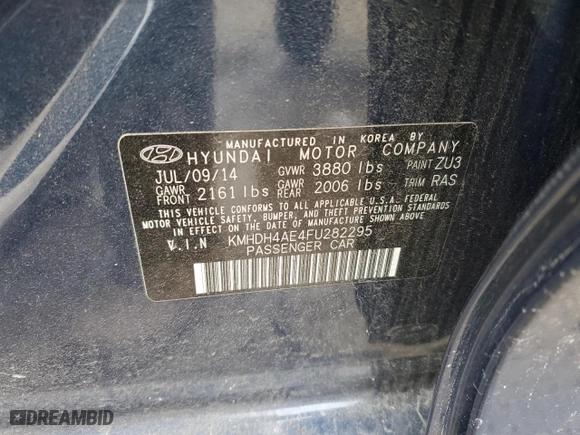 MANUFACTURED IN KOREA BY
HYUNDAI MOTOR COMPANY
JUL/09/14 GVWR 3880 lbs PAINT ZU3
GAWR FRONT 2161 lbs GAWR REAR 2006 lbs TRIM RAS
THIS VEHICLE CONFORMS TO ALL APPLICABLE U.S.A. FEDERAL
MOTOR VEHICLE SAFETY, BUMPER, AND THEFT PREVENTION STANDARDS
IN EFFECT ON THE DATE OF MANUFACTURE SHOWN ABOVE.
V.I.N KMHDH4AE4FU282295
PASSENGER CAR
DREAMBID